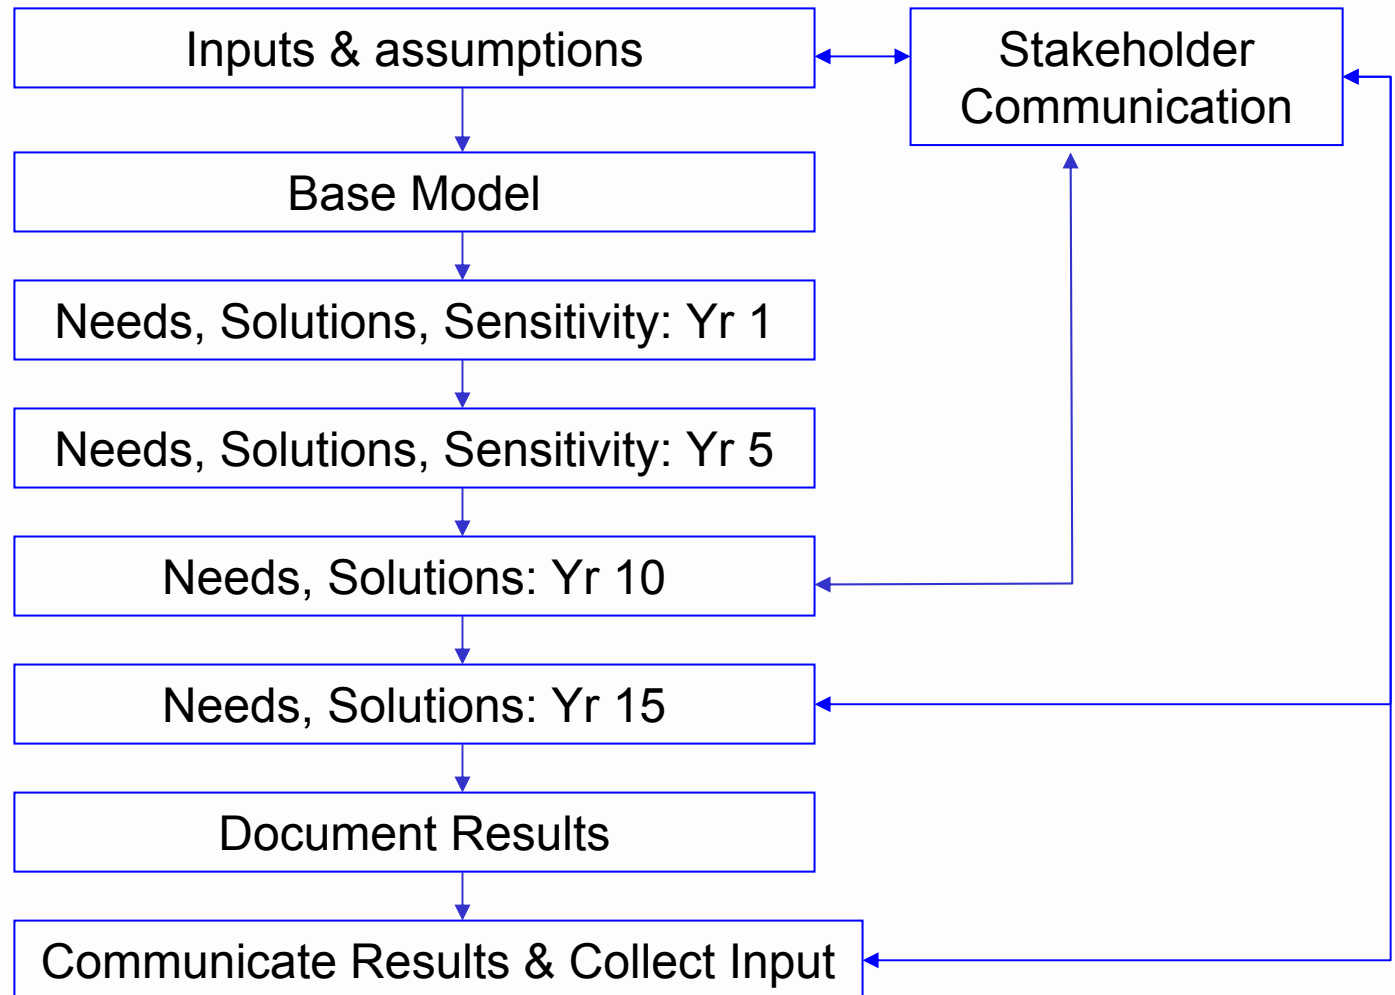 Inputs & assumptions
Stakeholder
Communication
Base Model
Needs, Solutions, Sensitivity: Yr 1
Needs, Solutions, Sensitivity: Yr 5
Needs, Solutions: Yr 10
Needs, Solutions: Yr 15
Document Results
Communicate Results & Collect Input